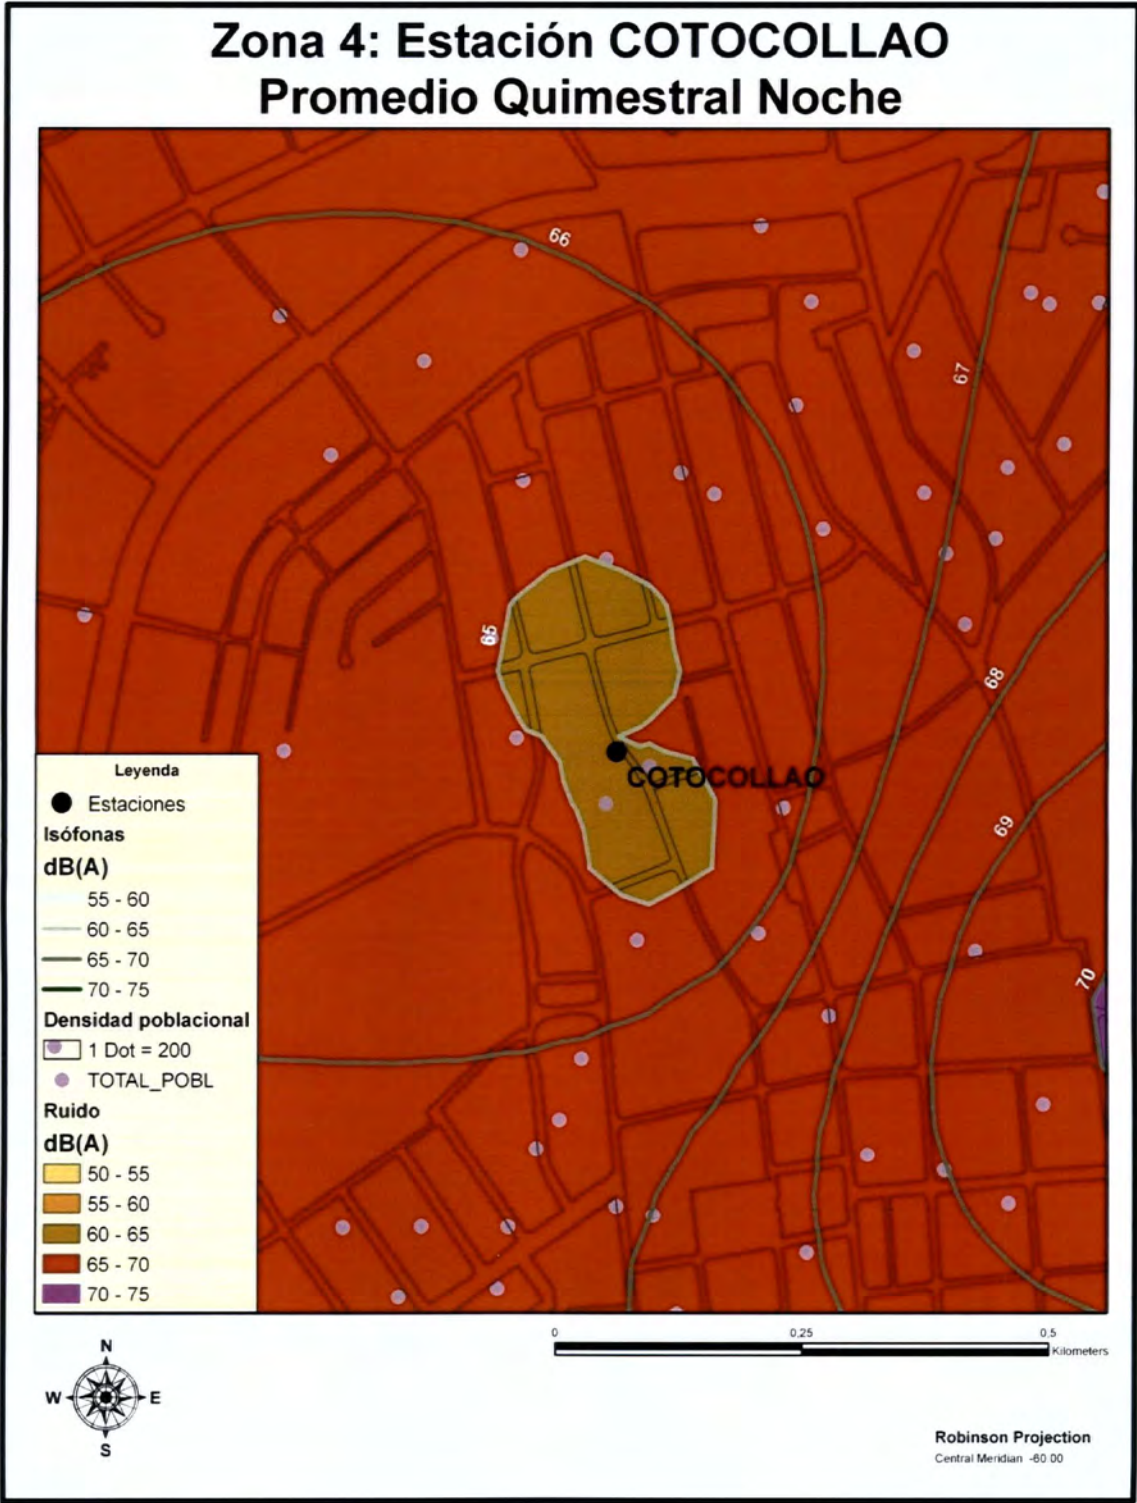 Zona 4: Estación COTOCOLLAO
Promedio Quimestral Noche
66
67
65
68
COTOCOLLAO
69
70
Leyenda
Estaciones
Isófonas
dB(A)
55 - 60
60 - 65
65 - 70
70 - 75
Densidad poblacional
1 Dot = 200
TOTAL_POBL
Ruido
dB(A)
50 - 55
55 - 60
60 - 65
65 - 70
70 - 75
N
W E
S
0 0,25 0,5
Kilometers
Robinson Projection
Central Meridian -60 00